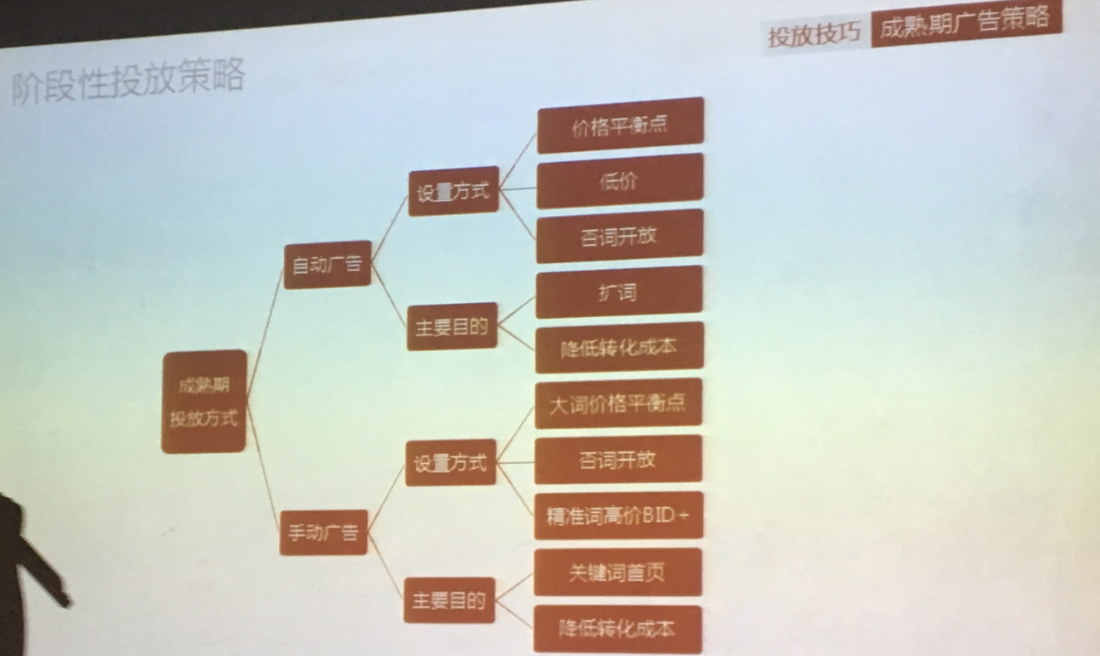 投放技巧 成熟期广告策略
阶段性投放策略
成熟期
投放方式
自动广告
设置方式
价格平衡点
低价
否词开放
主要目的
扩词
降低转化成本
手动广告
设置方式
大词价格平衡点
否词开放
精准词高价BID+
主要目的
关键词首页
降低转化成本